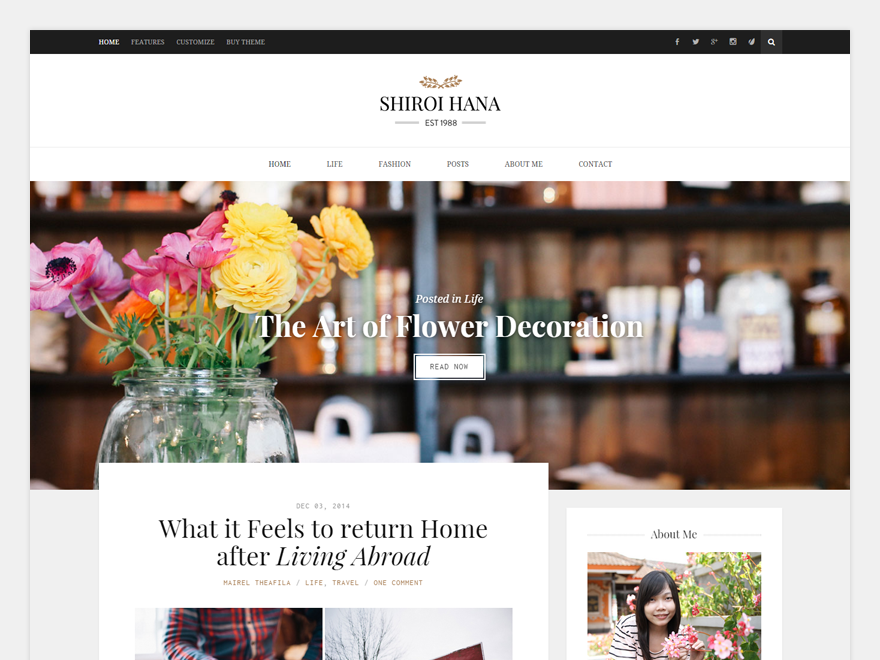 HOME FEATURES CUSTOMIZE BUY THEME
SHIROI HANA
EST 1988
HOME LIFE FASHION POSTS ABOUT ME CONTACT
Posted in Life
The Art of Flower Decoration
READ NOW
DEC 03, 2014
What it Feels to return Home
after Living Abroad
MAIREL THEAFILA / LIFE, TRAVEL / ONE COMMENT
About Me